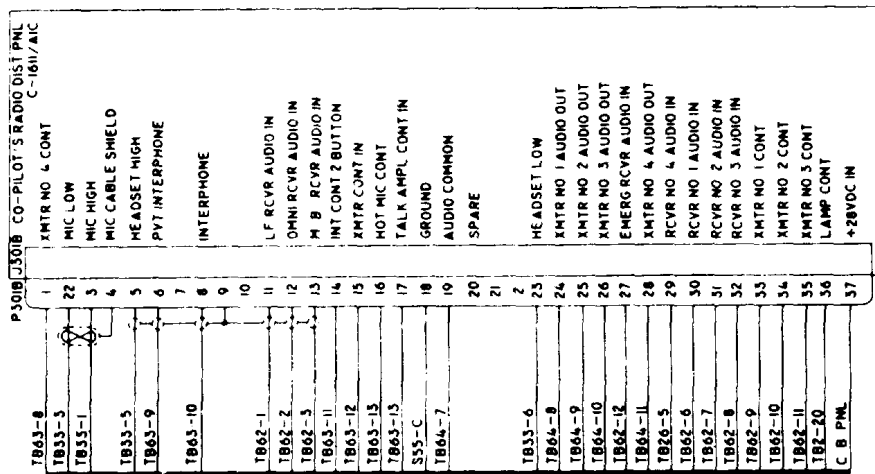 P301B J301B CO-PILOT'S RADIO DIST PNL
C-1611/AIC
TB63-8 1 XMTR NO 4 CONT
TB33-3 22 MIC LOW
TB33-1 3 MIC HIGH
4 MIC CABLE SHIELD
TB33-5 5 HEADSET HIGH
TB63-9 6 PVT INTERPHONE
7
TB63-10 8 INTERPHONE
9
10
TB62-1 11 LF RCVR AUDIO IN
TB62-2 12 OMNI RCVR AUDIO IN
TB62-3 13 M B RCVR AUDIO IN
TB63-11 14 INT CONT 2 BUTTON
TB63-12 15 XMTR CONT IN
TB63-13 16 HOT MIC CONT
TB63-13 17 TALK AMPL CONT IN
S55-C 18 GROUND
TB64-7 19 AUDIO COMMON
20 SPARE
21
2
TB33-6 23 HEADSET LOW
TB64-8 24 XMTR NO 1 AUDIO OUT
TB64-9 25 XMTR NO 2 AUDIO OUT
TB64-10 26 XMTR NO 3 AUDIO OUT
TB62-12 27 EMERG RCVR AUDIO IN
TB64-11 28 XMTR NO 4 AUDIO OUT
TB26-5 29 RCVR NO 4 AUDIO IN
TB62-6 30 RCVR NO 1 AUDIO IN
TB62-7 31 RCVR NO 2 AUDIO IN
TB62-8 32 RCVR NO 3 AUDIO IN
TB62-9 33 XMTR NO 1 CONT
TB62-10 34 XMTR NO 2 CONT
TB62-11 35 XMTR NO 3 CONT
TB2-20 36 LAMP CONT
C B PNL 37 +28VDC IN